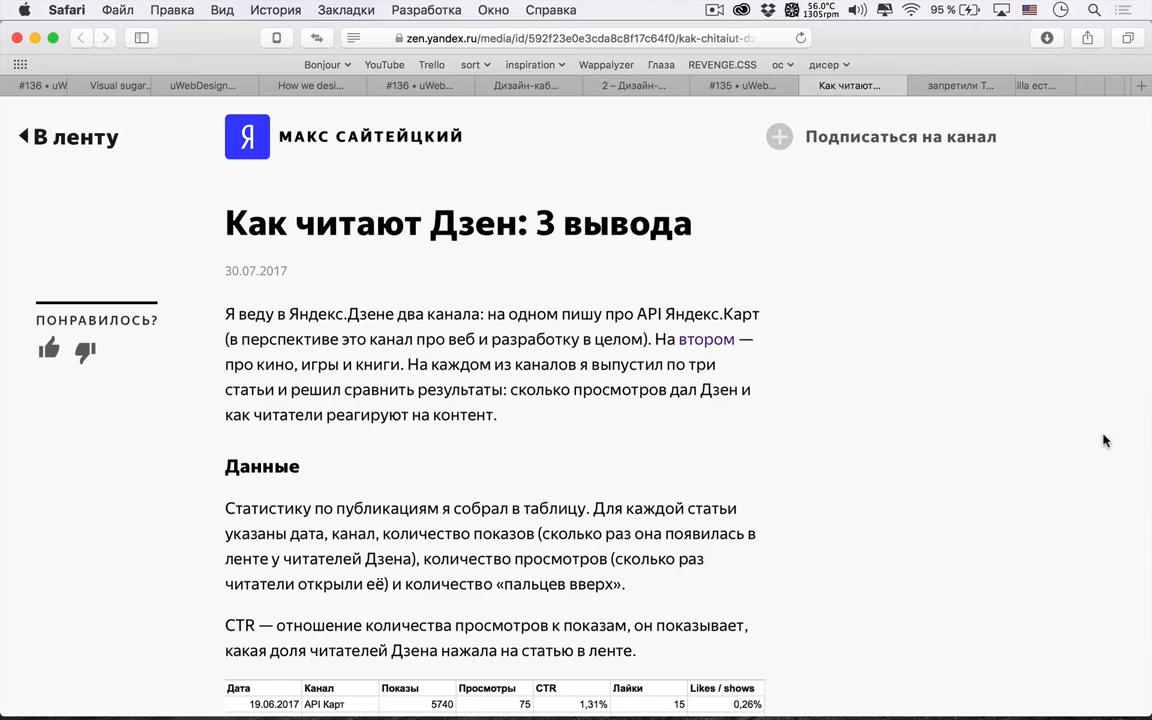 Safari Файл Правка Вид История Закладки Разработка Окно Справка 56.0°C 1305rpm 95 %
zen.yandex.ru/media/id/592f23e0e3cda8c8f17c64f0/kak-chitaiut-dz
Bonjour YouTube Trello sort inspiration Wappalyzer Глаза REVENGE.CSS ос дисер
#136 • uW Visual sugar.. uWebDesign... How we desi... #136 • uWeb... Дизайн-каб... 2 – Дизайн-... #135 • uWeb... Как читают... запретили Т... illa ест...
В ленту
Я МАКС САЙТЕЦКИЙ
Подписаться на канал
Как читают Дзен: 3 вывода
30.07.2017
ПОНРАВИЛОСЬ?
Я веду в Яндекс.Дзене два канала: на одном пишу про API Яндекс.Карт
(в перспективе это канал про веб и разработку в целом). На втором —
про кино, игры и книги. На каждом из каналов я выпустил по три
статьи и решил сравнить результаты: сколько просмотров дал Дзен и
как читатели реагируют на контент.
Данные
Статистику по публикациям я собрал в таблицу. Для каждой статьи
указаны дата, канал, количество показов (сколько раз она появилась в
ленте у читателей Дзена), количество просмотров (сколько раз
читатели открыли её) и количество «пальцев вверх».
CTR — отношение количества просмотров к показам, он показывает,
какая доля читателей Дзена нажала на статью в ленте.
Дата Канал Показы Просмотры CTR Лайки Likes / shows
19.06.2017 API Карт 5740 75 1,31% 15 0,26%